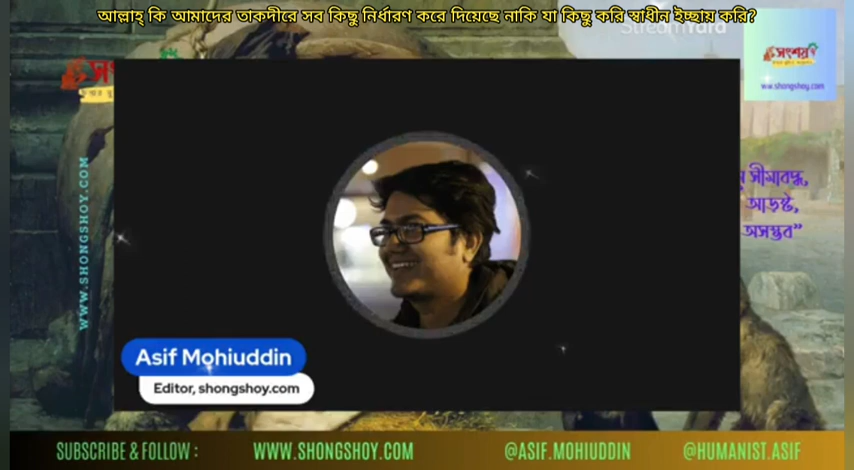 আল্লাহ্ কি আমাদের তাকদীরে সব কিছু নির্ধারণ করে দিয়েছে নাকি যা কিছু করি স্বাধীন ইচ্ছায় করি?
StreamYard
সংশয়
www.shongshoy.com
WWW.SHONGSHOY.COM
সীমাবদ্ধ,
আড়ষ্ট,
অসম্ভব”
Asif Mohiuddin
Editor, shongshoy.com
SUBSCRIBE & FOLLOW : WWW.SHONGSHOY.COM @ASIF.MOHIUDDIN @HUMANIST.ASIF